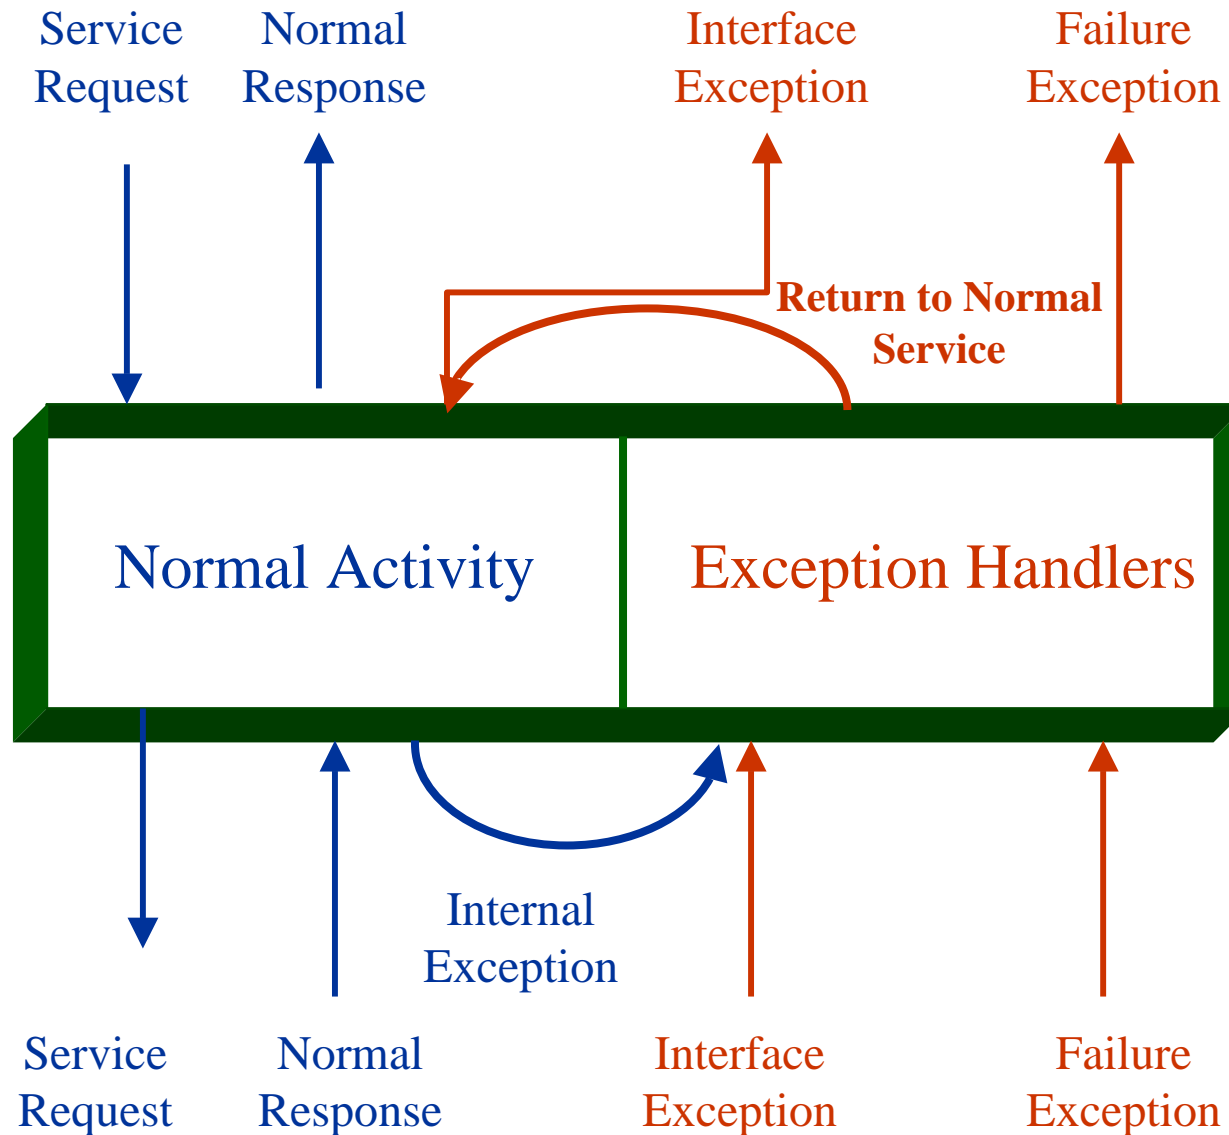 Service
Request
Normal
Response
Interface
Exception
Failure
Exception
Return to Normal
Service
Normal Activity
Exception Handlers
Internal
Exception
Service
Request
Normal
Response
Interface
Exception
Failure
Exception